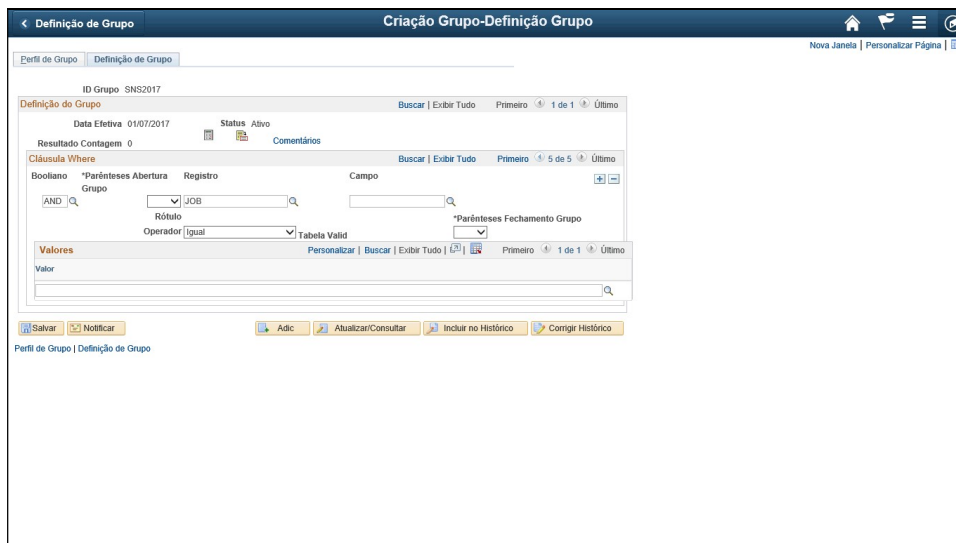 Definição de Grupo
Criação Grupo-Definição Grupo
Nova Janela | Personalizar Página |
Perfil de Grupo Definição de Grupo
ID Grupo SNS2017
Definição do Grupo Buscar | Exibir Tudo Primeiro 1 de 1 Último
Data Efetiva 01/07/2017 Status Ativo
Resultado Contagem 0 Comentários
Cláusula Where Buscar | Exibir Tudo Primeiro 5 de 5 Último
Booliano *Parênteses Abertura Registro Campo
Grupo
AND JOB
Rótulo *Parênteses Fechamento Grupo
Operador Igual Tabela Valid
Valores Personalizar | Buscar | Exibir Tudo | | Primeiro 1 de 1 Último
Valor
Salvar Notificar Adic Atualizar/Consultar Incluir no Histórico Corrigir Histórico
Perfil de Grupo | Definição de Grupo